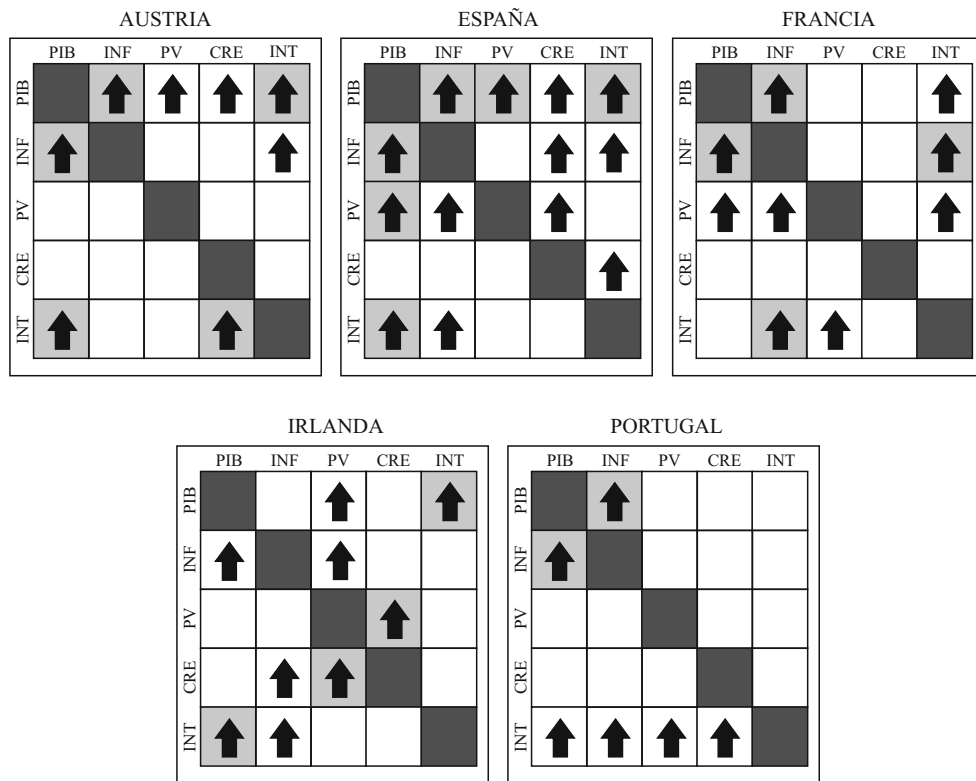 AUSTRIA
PIB INF PV CRE INT
PIB
INF
PV
CRE
INT
ESPAÑA
PIB INF PV CRE INT
PIB
INF
PV
CRE
INT
FRANCIA
PIB INF PV CRE INT
PIB
INF
PV
CRE
INT
IRLANDA
PIB INF PV CRE INT
PIB
INF
PV
CRE
INT
PORTUGAL
PIB INF PV CRE INT
PIB
INF
PV
CRE
INT